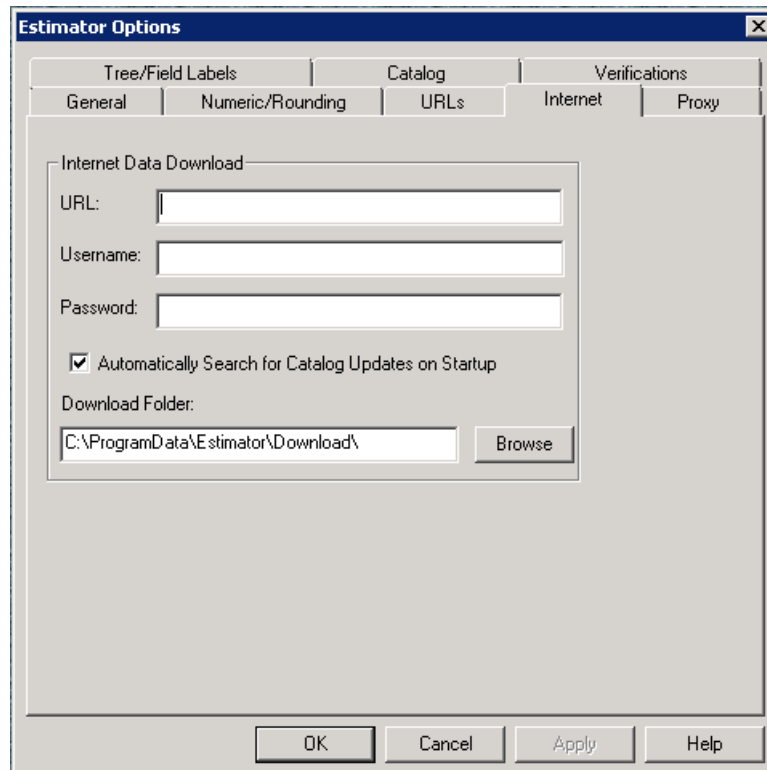 Estimator Options
Tree/Field Labels Catalog Verifications
General Numeric/Rounding URLs Internet Proxy
Internet Data Download
URL:
Username:
Password:
Automatically Search for Catalog Updates on Startup
Download Folder:
C:\ProgramData\Estimator\Download\ Browse
OK Cancel Apply Help